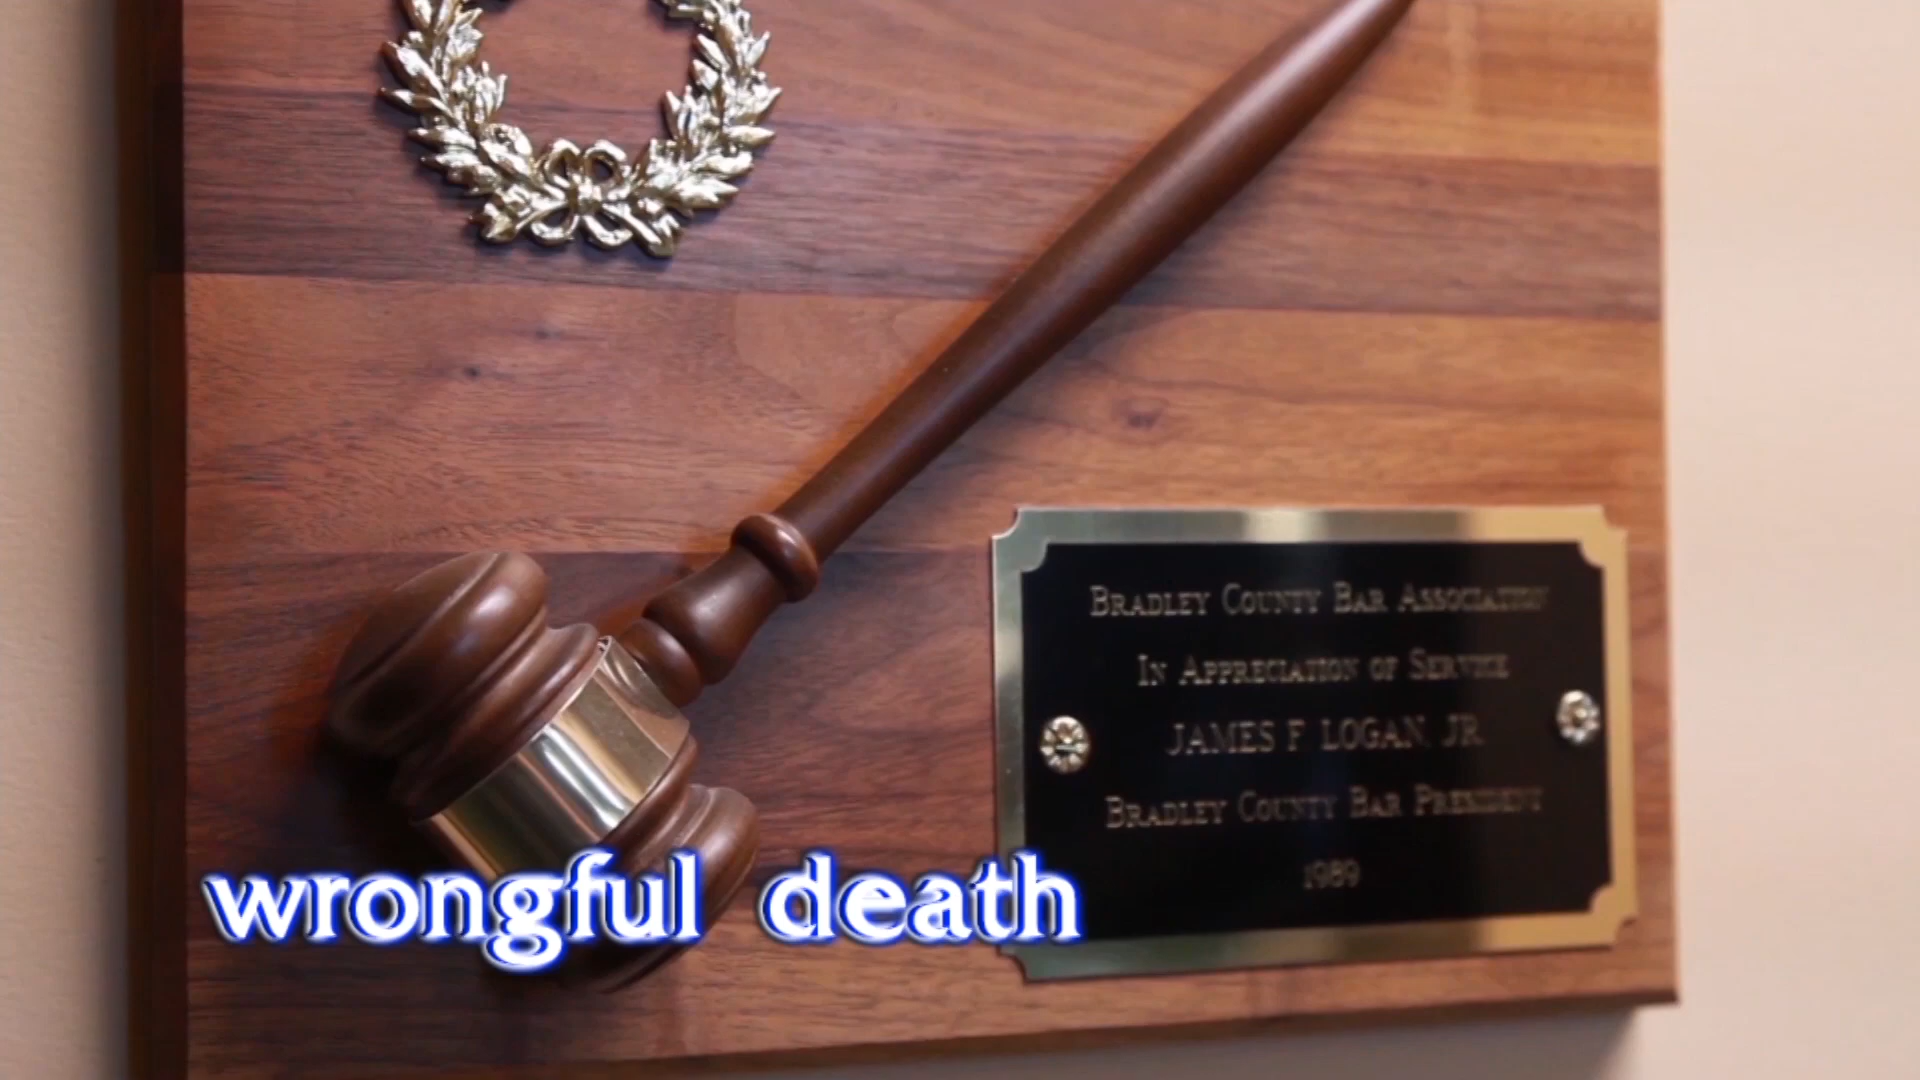 BRADLEY COUNTY BAR ASSOCIATION
IN APPRECIATION OF SERVICE
JAMES F. LOGAN, JR.
BRADLEY COUNTY BAR PRESIDENT
1989
wrongful death